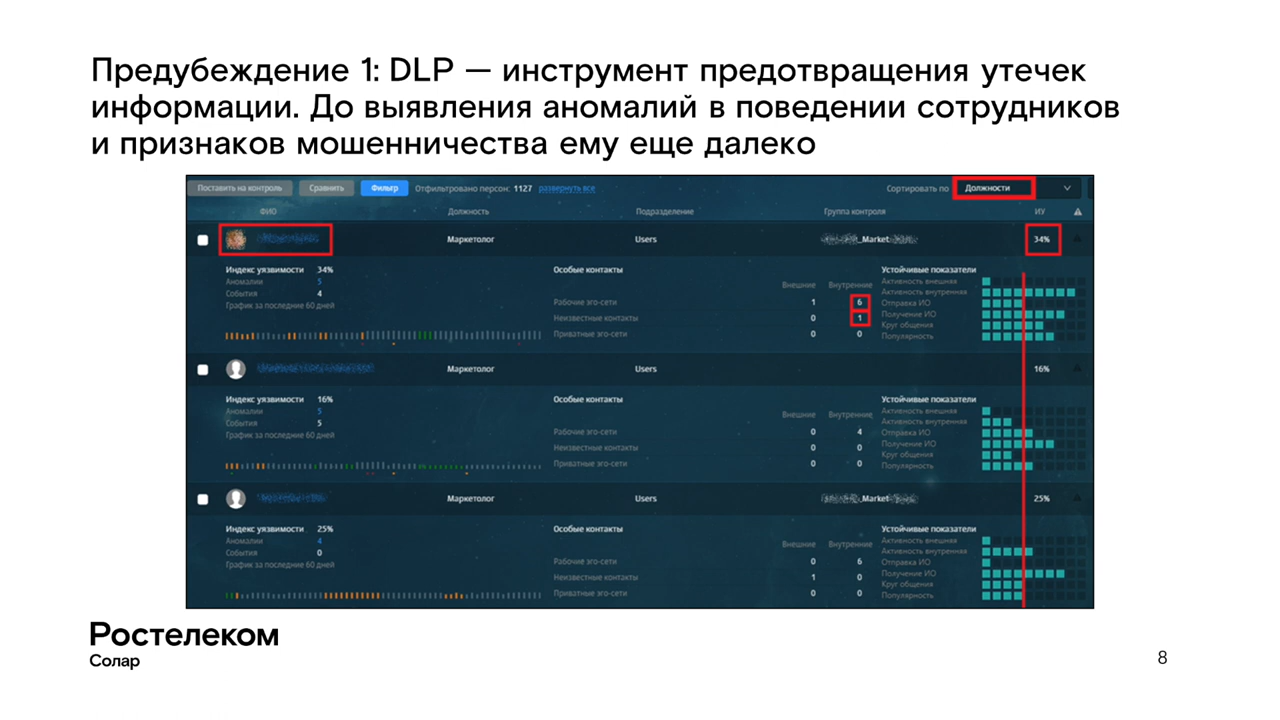 Предубеждение 1: DLP — инструмент предотвращения утечек
информации. До выявления аномалий в поведении сотрудников
и признаков мошенничества ему еще далеко
Поставить на контроль Сравнить Фильтр Отфильтровано персон: 1127 развернуть все Сортировать по Должности
ФИО Должность Подразделение Группа контроля ИУ
Маркетолог Users _Market 34%
Индекс уязвимости 34% Особые контакты Устойчивые показатели
Аномалии 5 Внешние Внутренние Активность внешняя
События 4 Активность внутренняя
График за последние 60 дней Рабочие эго-сети 1 6 Отправка ИО
Неизвестные контакты 0 1 Получение ИО
Круг общения
Приватные эго-сети 0 0 Популярность
Маркетолог Users 16%
Индекс уязвимости 16% Особые контакты Устойчивые показатели
Аномалии 5 Внешние Внутренние Активность внешняя
События 5 Активность внутренняя
График за последние 60 дней Рабочие эго-сети 0 4 Отправка ИО
Неизвестные контакты 0 0 Получение ИО
Круг общения
Приватные эго-сети 0 0 Популярность
Маркетолог Users _Market 25%
Индекс уязвимости 25% Особые контакты Устойчивые показатели
Аномалии 4 Внешние Внутренние Активность внешняя
События 0 Активность внутренняя
График за последние 60 дней Рабочие эго-сети 0 6 Отправка ИО
Неизвестные контакты 1 0 Получение ИО
Круг общения
Приватные эго-сети 0 0 Популярность
Ростелеком
Солар
8